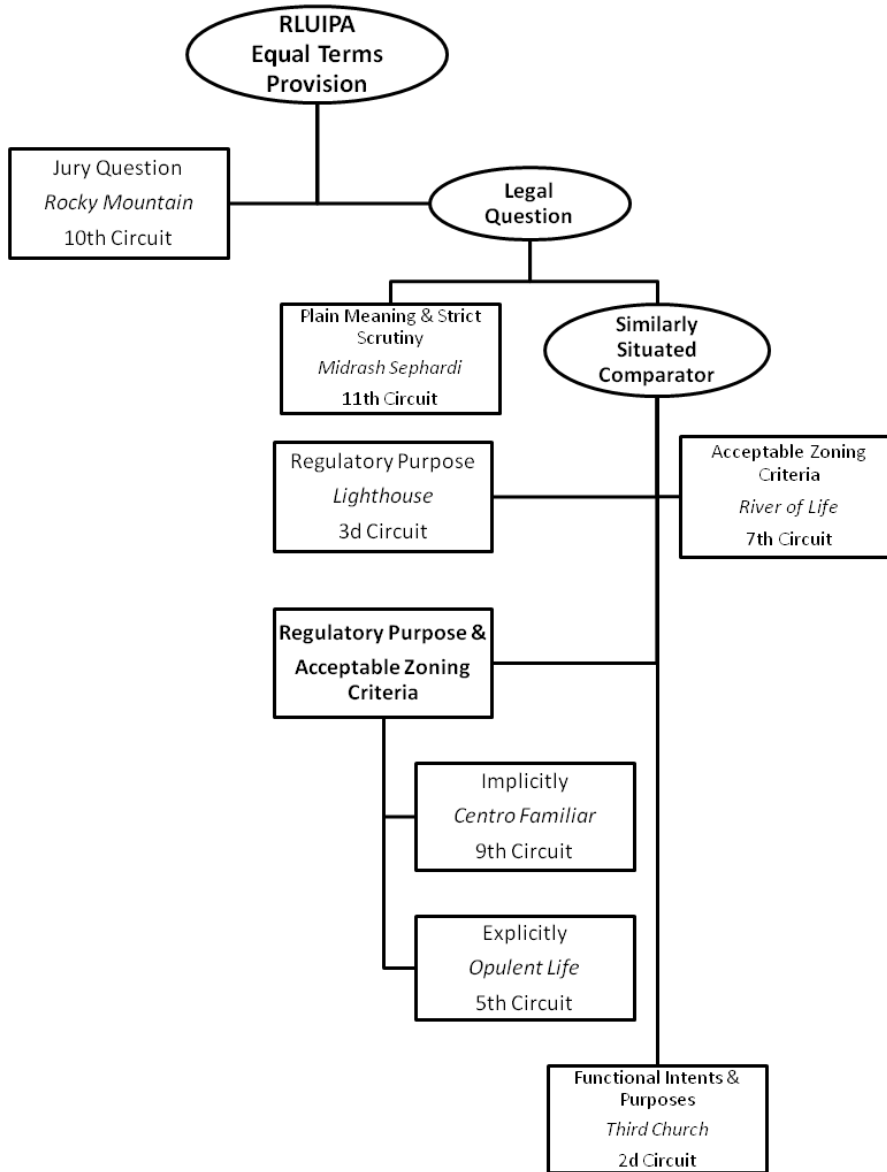 RLUIPA
Equal Terms
Provision
Jury Question
Rocky Mountain
10th Circuit
Legal
Question
Plain Meaning & Strict
Scrutiny
Midrash Sephardi
11th Circuit
Similarly
Situated
Comparator
Regulatory Purpose
Lighthouse
3d Circuit
Acceptable Zoning
Criteria
River of Life
7th Circuit
Regulatory Purpose &
Acceptable Zoning
Criteria
Implicitly
Centro Familiar
9th Circuit
Explicitly
Opulent Life
5th Circuit
Functional Intents &
Purposes
Third Church
2d Circuit